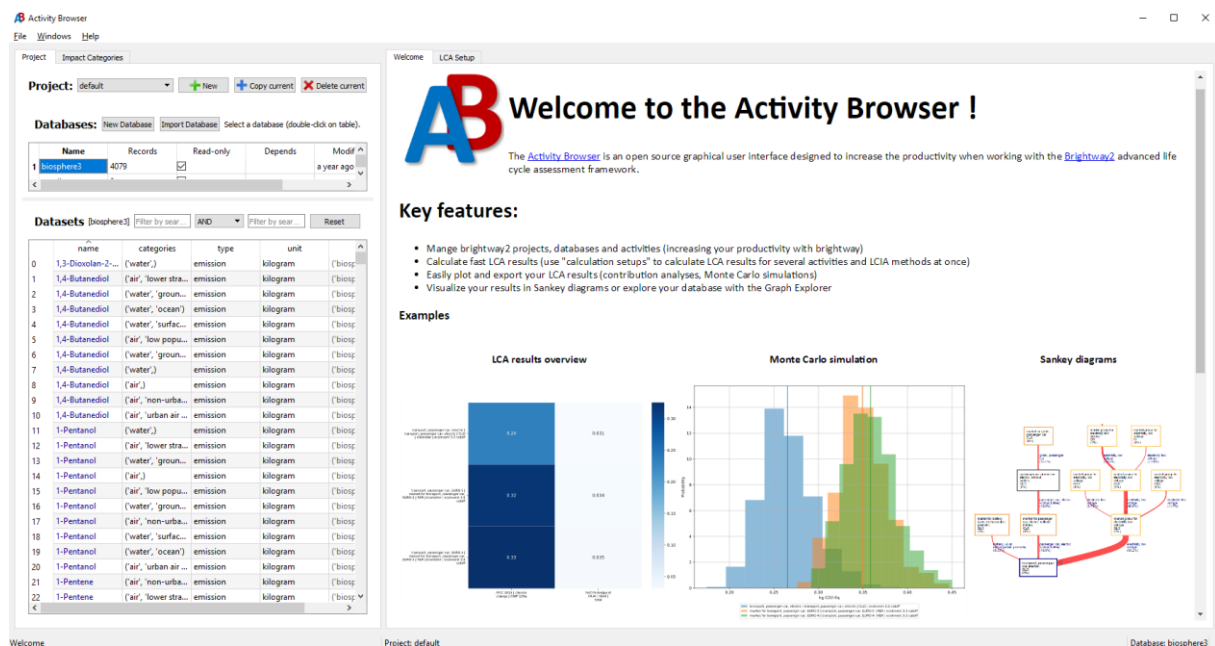 Activity Browser
File Windows Help
Project Impact Categories
Project: default New Copy current Delete current
Databases: New Database Import Database Select a database (double-click on table).
Name Records Read-only Depends Modif
1 biosphere3 4079 a year ago
Datasets [biosphere3] Filter by sear... AND Filter by sear... Reset
name categories type unit
0 1,3-Dioxolan-2-... ('water',) emission kilogram ('biosp
1 1,4-Butanediol ('air', 'lower stra... emission kilogram ('biosp
2 1,4-Butanediol ('water', 'groun... emission kilogram ('biosp
3 1,4-Butanediol ('water', 'ocean') emission kilogram ('biosp
4 1,4-Butanediol ('water', 'surfac... emission kilogram ('biosp
5 1,4-Butanediol ('air', 'low popu... emission kilogram ('biosp
6 1,4-Butanediol ('water', 'groun... emission kilogram ('biosp
7 1,4-Butanediol ('water',) emission kilogram ('biosp
8 1,4-Butanediol ('air',) emission kilogram ('biosp
9 1,4-Butanediol ('air', 'non-urba... emission kilogram ('biosp
10 1,4-Butanediol ('air', 'urban air ... emission kilogram ('biosp
11 1-Pentanol ('water',) emission kilogram ('biosp
12 1-Pentanol ('air', 'lower stra... emission kilogram ('biosp
13 1-Pentanol ('water', 'groun... emission kilogram ('biosp
14 1-Pentanol ('air',) emission kilogram ('biosp
15 1-Pentanol ('air', 'low popu... emission kilogram ('biosp
16 1-Pentanol ('water', 'groun... emission kilogram ('biosp
17 1-Pentanol ('air', 'non-urba... emission kilogram ('biosp
18 1-Pentanol ('water', 'surfac... emission kilogram ('biosp
19 1-Pentanol ('water', 'ocean') emission kilogram ('biosp
20 1-Pentanol ('air', 'urban air ... emission kilogram ('biosp
21 1-Pentene ('air', 'non-urba... emission kilogram ('biosp
22 1-Pentene ('air', 'lower stra... emission kilogram ('biosp
Welcome LCA Setup
AB
Welcome to the Activity Browser !
The Activity Browser is an open source graphical user interface designed to increase the productivity when working with the Brightway2 advanced life
cycle assessment framework.
Key features:
Mange brightway2 projects, databases and activities (increasing your productivity with brightway)
Calculate fast LCA results (use "calculation setups" to calculate LCA results for several activities and LCIA methods at once)
Easily plot and export your LCA results (contribution analyses, Monte Carlo simulations)
Visualize your results in Sankey diagrams or explore your database with the Graph Explorer
Examples
LCA results overview
Monte Carlo simulation
Probability
0.20 0.25 0.30 0.35 0.40 0.45
Sankey diagrams
Welcome Project: default Database: biosphere3